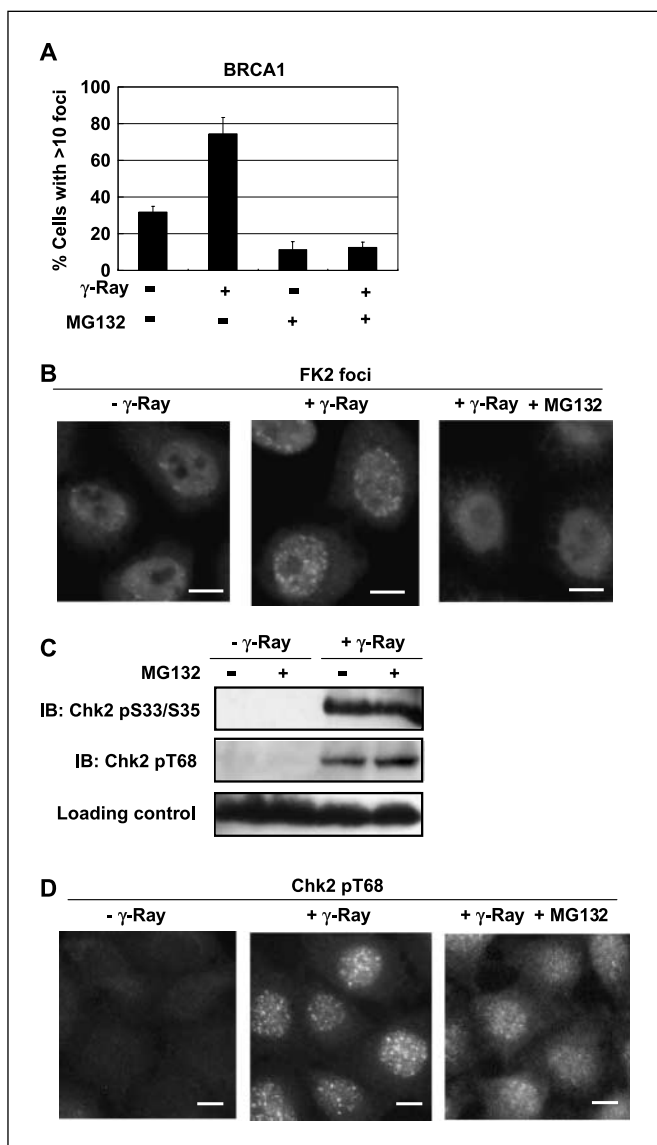 A
BRCA1
% Cells with >10 foci
100
80
60
40
20
0
γ-Ray - + - +
MG132 - - + +
B
FK2 foci
- γ-Ray + γ-Ray + γ-Ray + MG132
C
- γ-Ray + γ-Ray
MG132 - + - +
IB: Chk2 pS33/S35
IB: Chk2 pT68
Loading control
D
Chk2 pT68
- γ-Ray + γ-Ray + γ-Ray + MG132